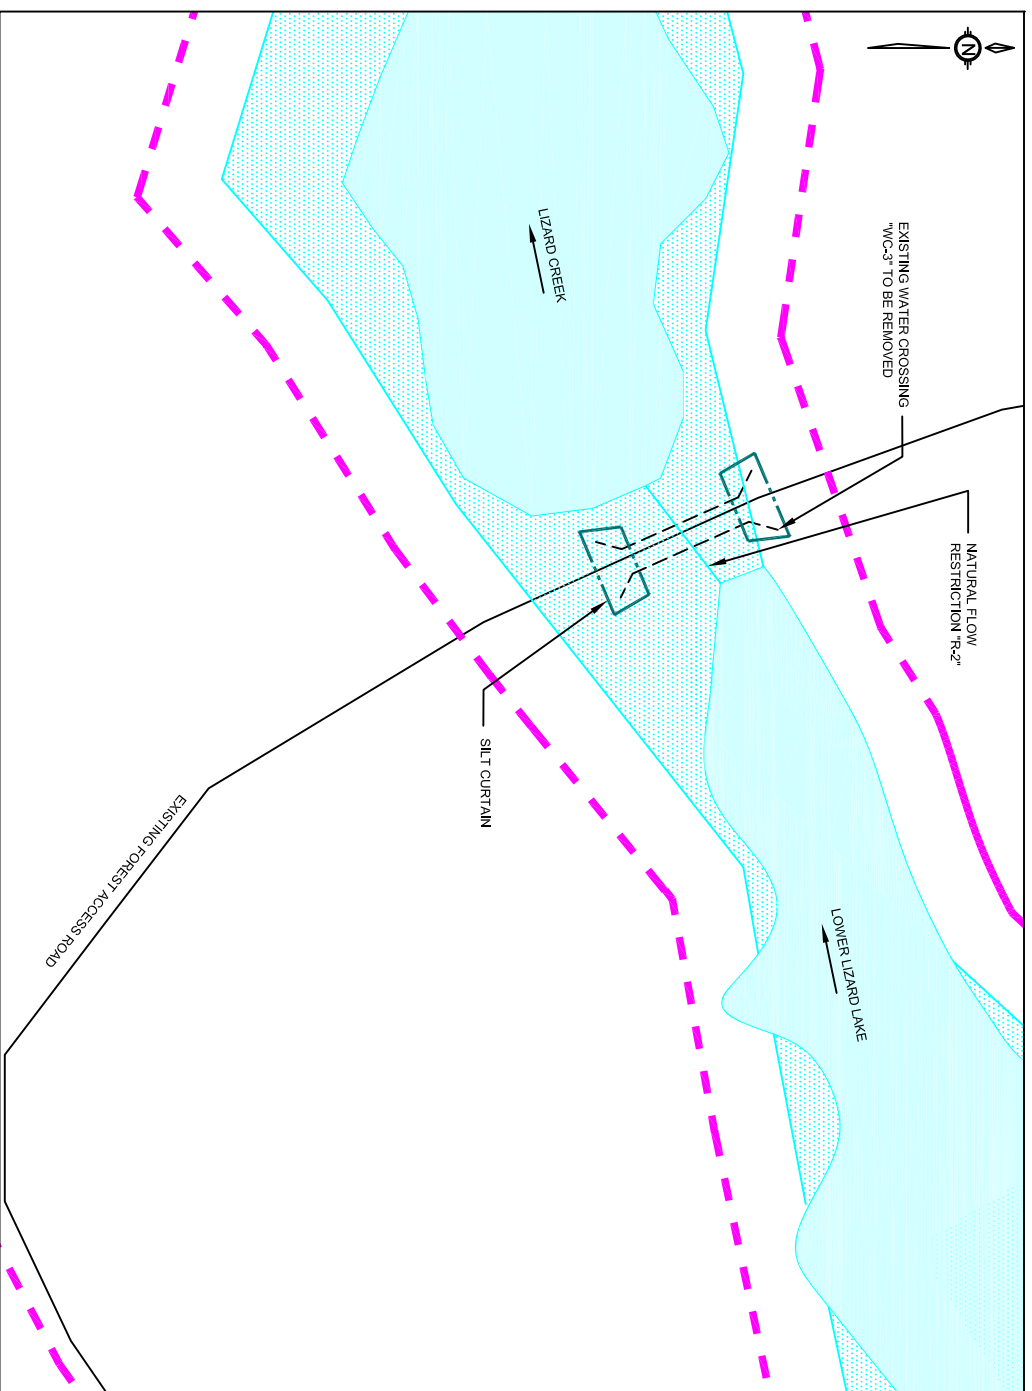 N
EXISTING WATER CROSSING
"WC-3" TO BE REMOVED
NATURAL FLOW
RESTRICTION "R-2"
LIZARD CREEK
LOWER LIZARD LAKE
SILT CURTAIN
EXISTING FOREST ACCESS ROAD